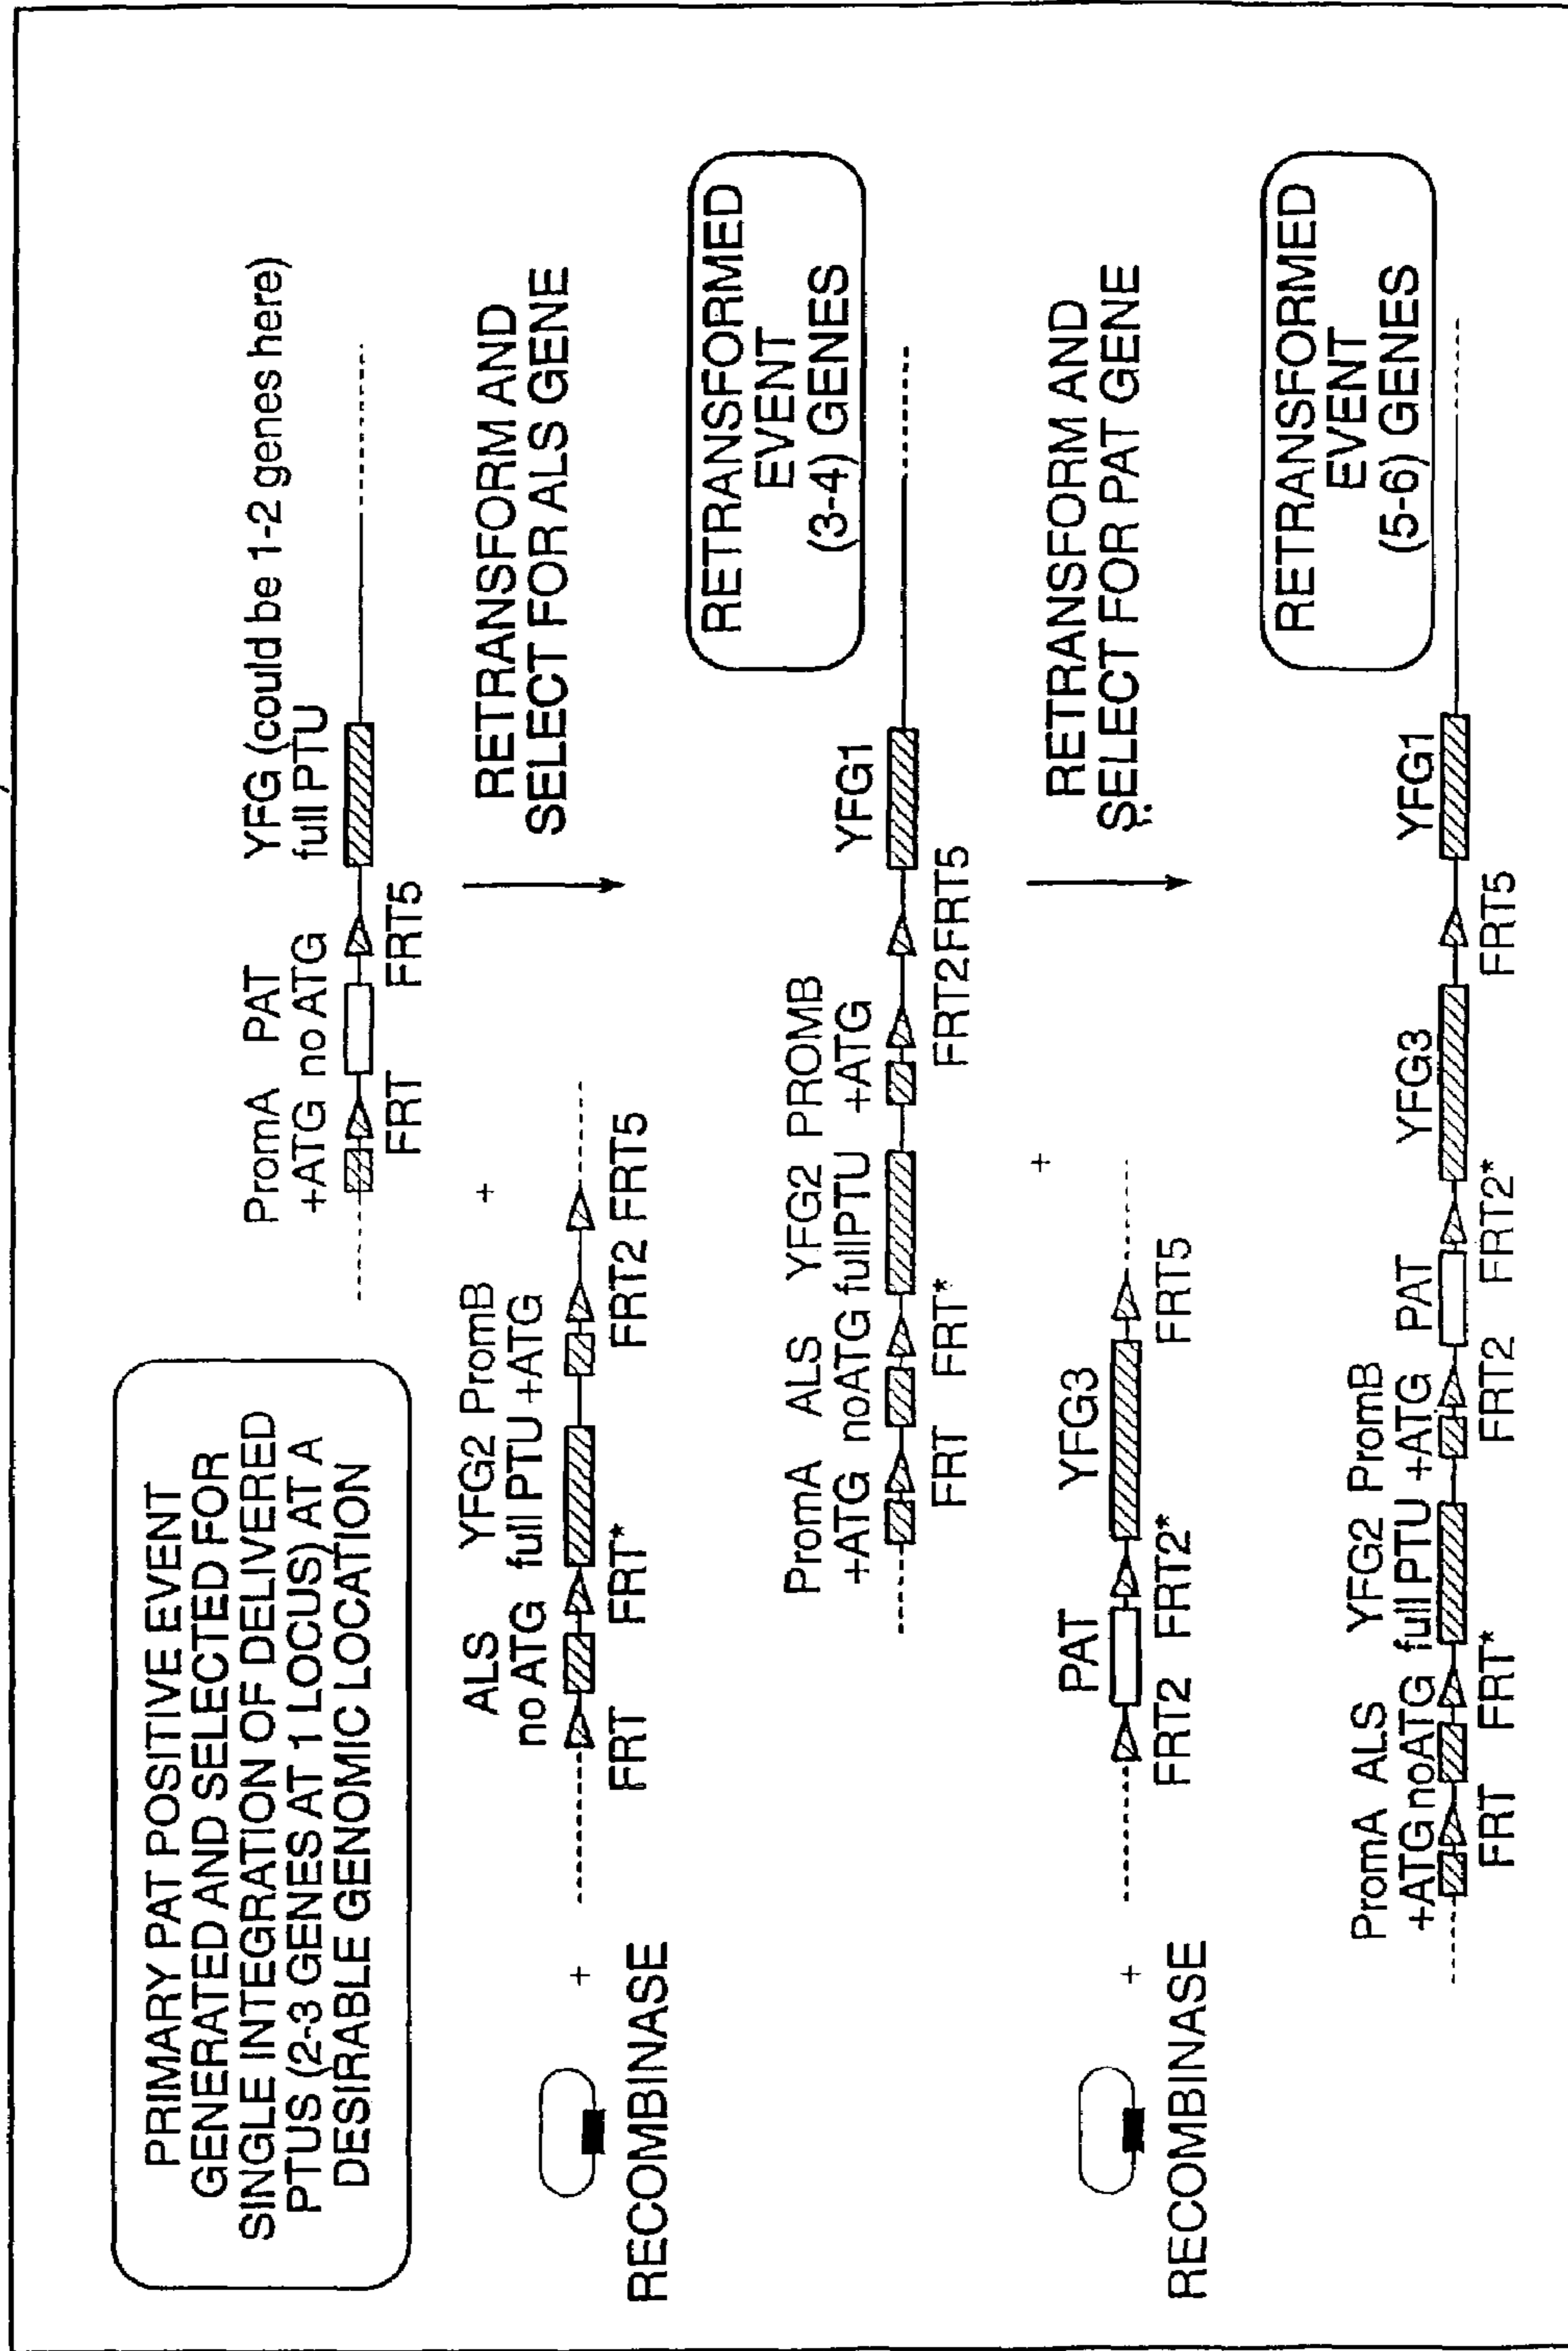 PRIMARY PAT POSITIVE EVENT
GENERATED AND SELECTED FOR
SINGLE INTEGRATION OF DELIVERED
PTUS (2-3 GENES AT 1 LOCUS) AT A
DESIRABLE GENOMIC LOCATION
PromA PAT YFG (could be 1-2 genes here)
+ATG no ATG full PTU
FRT FRT5
+
RETRANSFORM AND
SELECT FOR ALS GENE
ALS YFG2 PromB
no ATG full PTU +ATG
+
FRT FRT* FRT2 FRT5
RECOMBINASE
RETRANSFORMED
EVENT
(3-4) GENES
PromA ALS YFG2 PROMB YFG1
+ATG noATG fullPTU +ATG
FRT FRT* FRT2FRT5
+
RETRANSFORM AND
SELECT FOR PAT GENE
PAT YFG3
+
FRT2 FRT2* FRT5
RECOMBINASE
RETRANSFORMED
EVENT
(5-6) GENES
PromA ALS YFG2 PromB PAT YFG3 YFG1
+ATG noATG full PTU +ATG
FRT FRT* FRT2 FRT2* FRT5